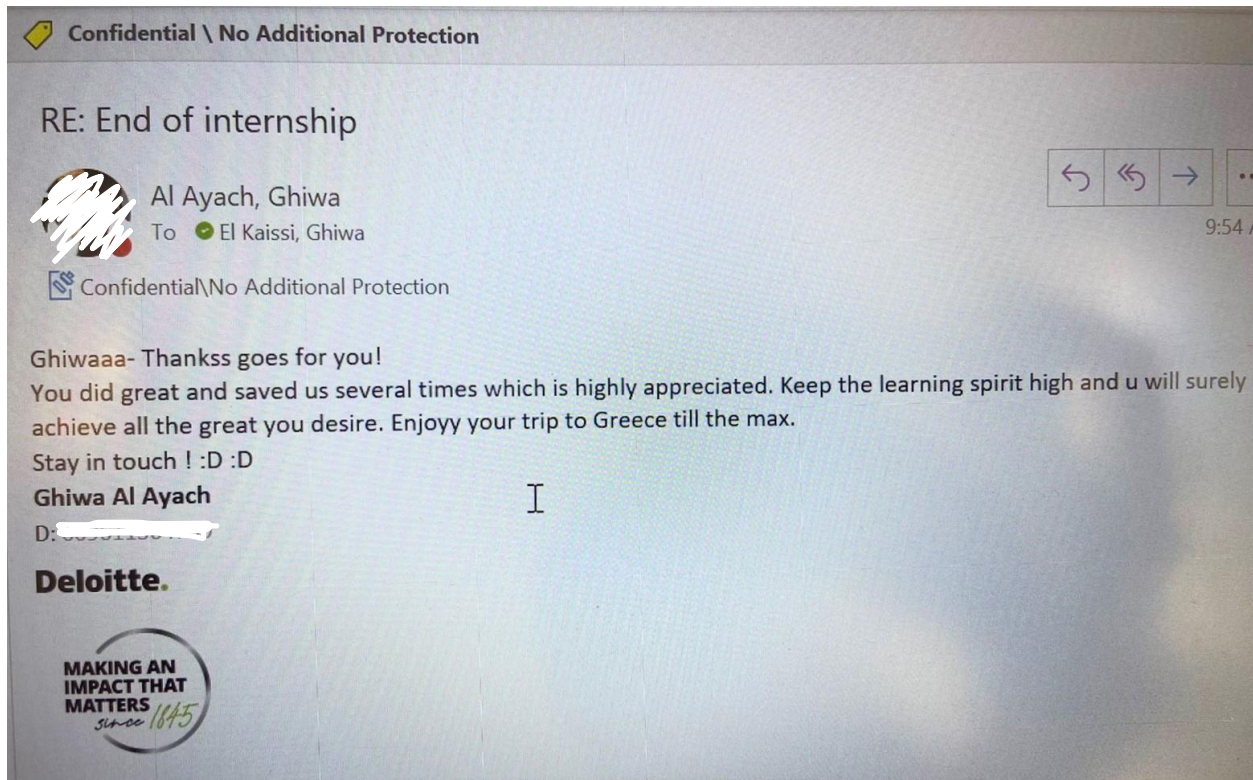 Confidential \ No Additional Protection
RE: End of internship
Al Ayach, Ghiwa
To El Kaissi, Ghiwa
9:54
Confidential\No Additional Protection
Ghiwaaa- Thankss goes for you!
You did great and saved us several times which is highly appreciated. Keep the learning spirit high and u will surely
achieve all the great you desire. Enjoyy your trip to Greece till the max.
Stay in touch ! :D :D
Ghiwa Al Ayach
D:
Deloitte.
MAKING AN
IMPACT THAT
MATTERS
since 1845